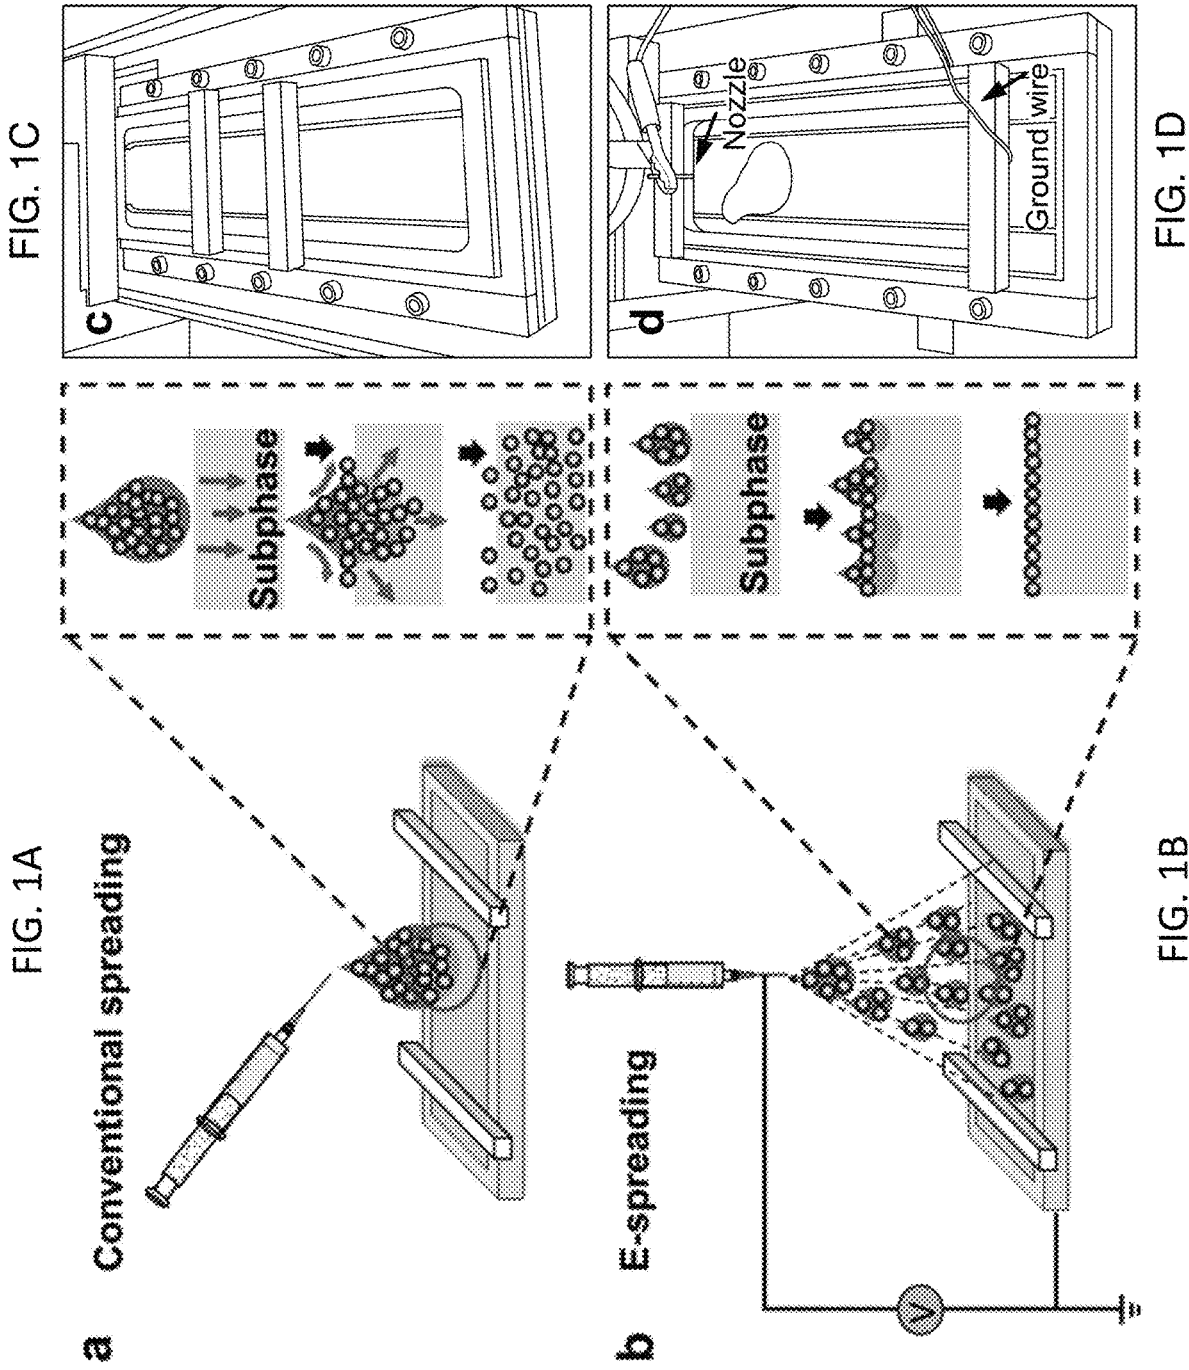 FIG. 1A
a
Conventional spreading
Subphase
FIG. 1C
c
b
E-spreading
V
Subphase
FIG. 1B
d
Nozzle
Ground wire
FIG. 1D